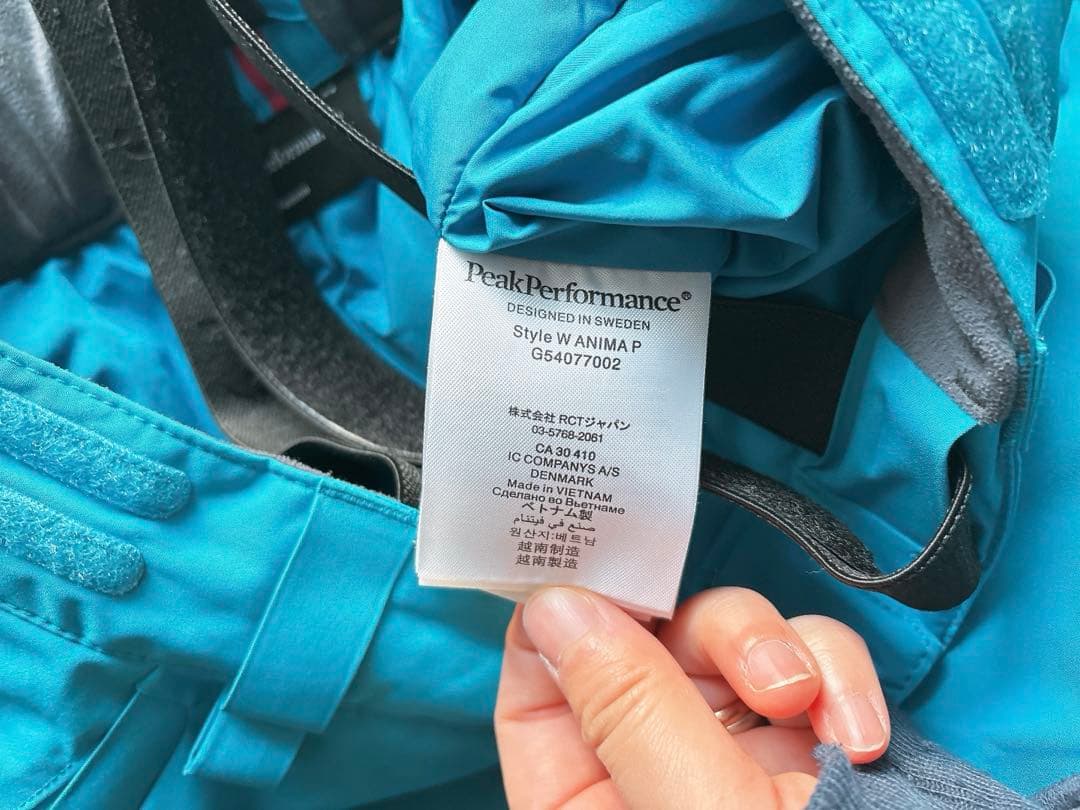 PeakPerformance®
DESIGNED IN SWEDEN
Style W ANIMA P
G54077002
株式会社 RCTジャパン
03-5768-2061
CA 30 410
IC COMPANYS A/S
DENMARK
Made in VIETNAM
Сделано во Вьетнаме
ベトナム製
صنع في فيتنام
원산지:베트남
越南制造
越南製造